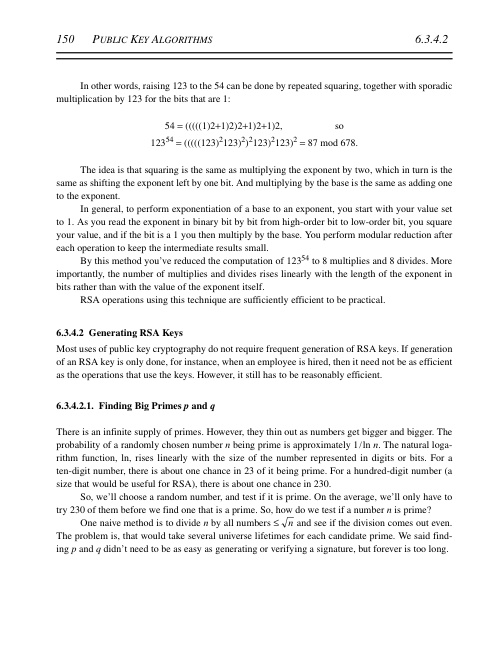 150 PUBLIC KEY ALGORITHMS 6.3.4.2
In other words, raising 123 to the 54 can be done by repeated squaring, together with sporadic
multiplication by 123 for the bits that are 1:
54 = (((((1)2+1)2)2+1)2+1)2, so
123⁵⁴ = (((((123)²123)²)²123)²123)² = 87 mod 678.
The idea is that squaring is the same as multiplying the exponent by two, which in turn is the
same as shifting the exponent left by one bit. And multiplying by the base is the same as adding one
to the exponent.
In general, to perform exponentiation of a base to an exponent, you start with your value set
to 1. As you read the exponent in binary bit by bit from high-order bit to low-order bit, you square
your value, and if the bit is a 1 you then multiply by the base. You perform modular reduction after
each operation to keep the intermediate results small.
By this method you've reduced the computation of 123⁵⁴ to 8 multiplies and 8 divides. More
importantly, the number of multiplies and divides rises linearly with the length of the exponent in
bits rather than with the value of the exponent itself.
RSA operations using this technique are sufficiently efficient to be practical.
6.3.4.2 Generating RSA Keys
Most uses of public key cryptography do not require frequent generation of RSA keys. If generation
of an RSA key is only done, for instance, when an employee is hired, then it need not be as efficient
as the operations that use the keys. However, it still has to be reasonably efficient.
6.3.4.2.1. Finding Big Primes p and q
There is an infinite supply of primes. However, they thin out as numbers get bigger and bigger. The
probability of a randomly chosen number n being prime is approximately 1/ln n. The natural loga-
rithm function, ln, rises linearly with the size of the number represented in digits or bits. For a
ten-digit number, there is about one chance in 23 of it being prime. For a hundred-digit number (a
size that would be useful for RSA), there is about one chance in 230.
So, we'll choose a random number, and test if it is prime. On the average, we'll only have to
try 230 of them before we find one that is a prime. So, how do we test if a number n is prime?
One naive method is to divide n by all numbers ≤ √n and see if the division comes out even.
The problem is, that would take several universe lifetimes for each candidate prime. We said find-
ing p and q didn't need to be as easy as generating or verifying a signature, but forever is too long.